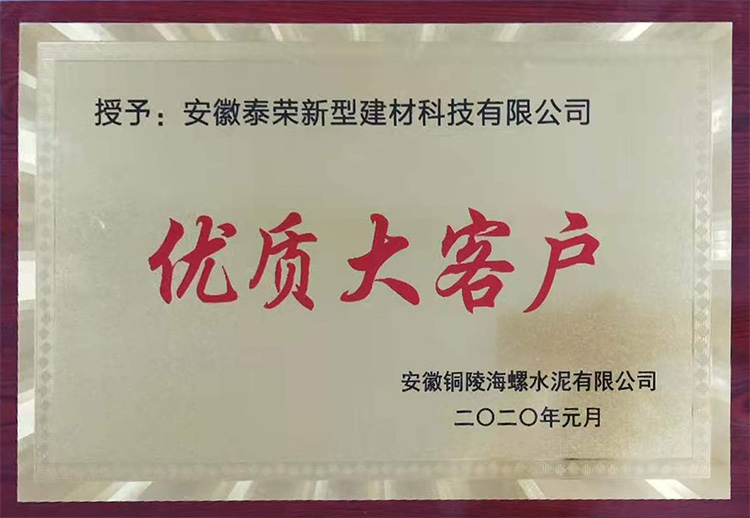 授予：安徽泰荣新型建材科技有限公司
优质大客户
安徽铜陵海螺水泥有限公司
二〇二〇年元月